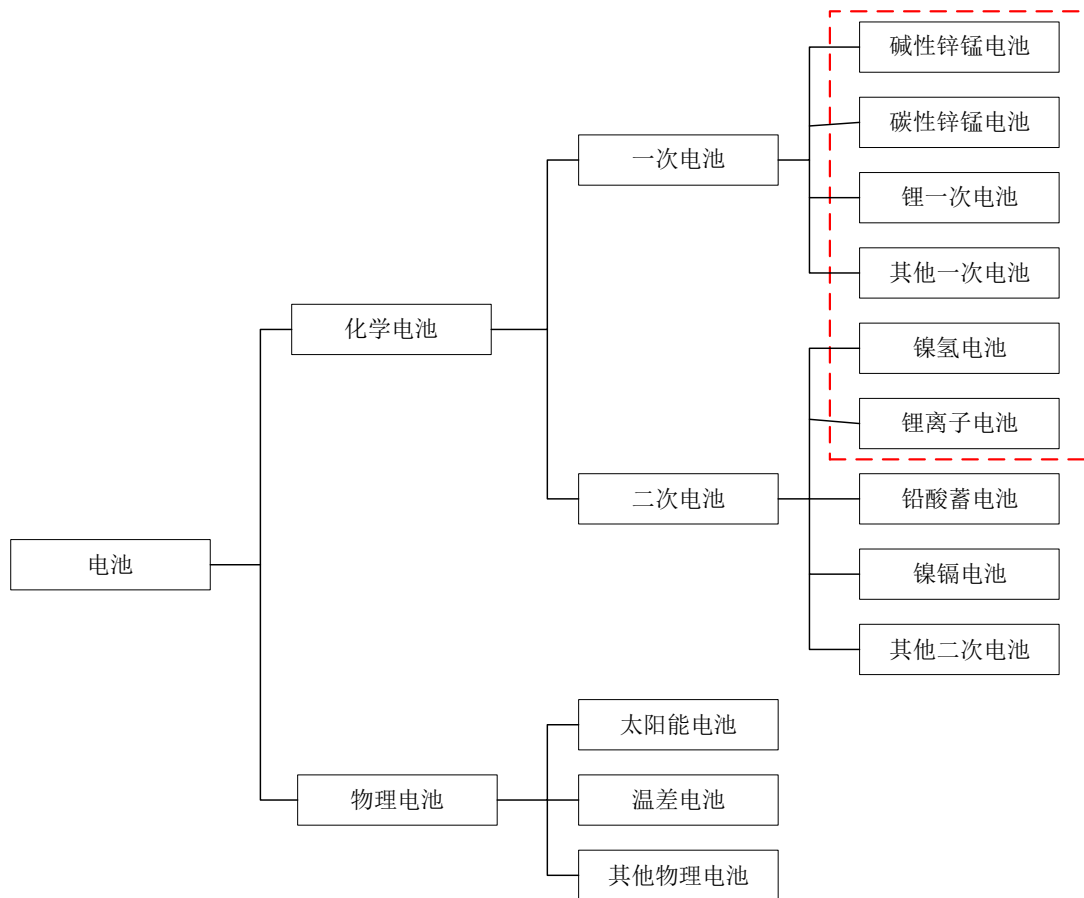 碱性锌锰电池
碳性锌锰电池
一次电池
锂一次电池
其他一次电池
化学电池
镍氢电池
锂离子电池
二次电池
铅酸蓄电池
电池
镍镉电池
其他二次电池
太阳能电池
物理电池
温差电池
其他物理电池